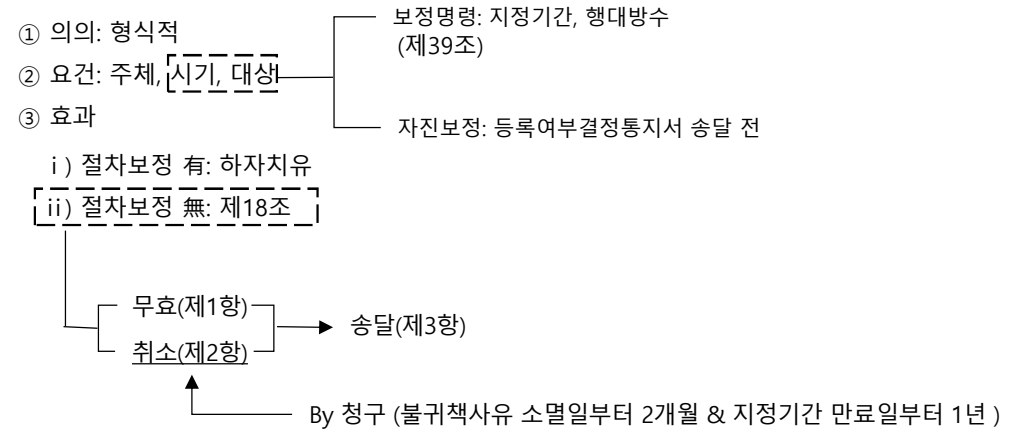 ① 의의: 형식적
② 요건: 주체, 시기, 대상
③ 효과
보정명령: 지정기간, 행대방수
(제39조)
자진보정: 등록여부결정통지서 송달 전
ⅰ) 절차보정 有: 하자치유
ⅱ) 절차보정 無: 제18조
무효(제1항)
취소(제2항)
송달(제3항)
By 청구 (불귀책사유 소멸일부터 2개월 & 지정기간 만료일부터 1년 )